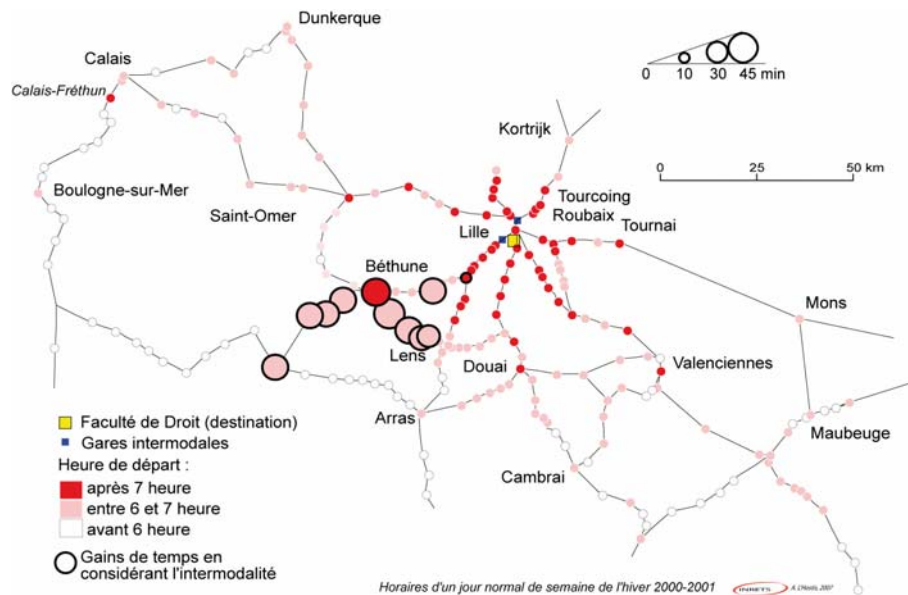 Dunkerque
Calais
Calais-Fréthun
0 10 30 45 min
Kortrijk
0 25 50 km
Boulogne-sur-Mer
Tourcoing
Roubaix
Saint-Omer
Lille
Tournai
Béthune
Mons
Lens
Douai
Valenciennes
Arras
Maubeuge
Cambrai
Faculté de Droit (destination)
Gares intermodales
Heure de départ :
après 7 heure
entre 6 et 7 heure
avant 6 heure
Gains de temps en
considérant l'intermodalité
Horaires d'un jour normal de semaine de l'hiver 2000-2001
INRETS
A. L'Hostis, 2007